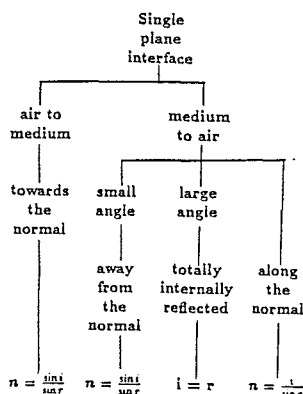 Single
plane
interface
air to
medium
medium
to air
towards
the
normal
small
angle
large
angle
away
from
the
normal
totally
internally
reflected
along
the
normal
n = sin i / sin r
n = sin i / sin r
i = r
n =